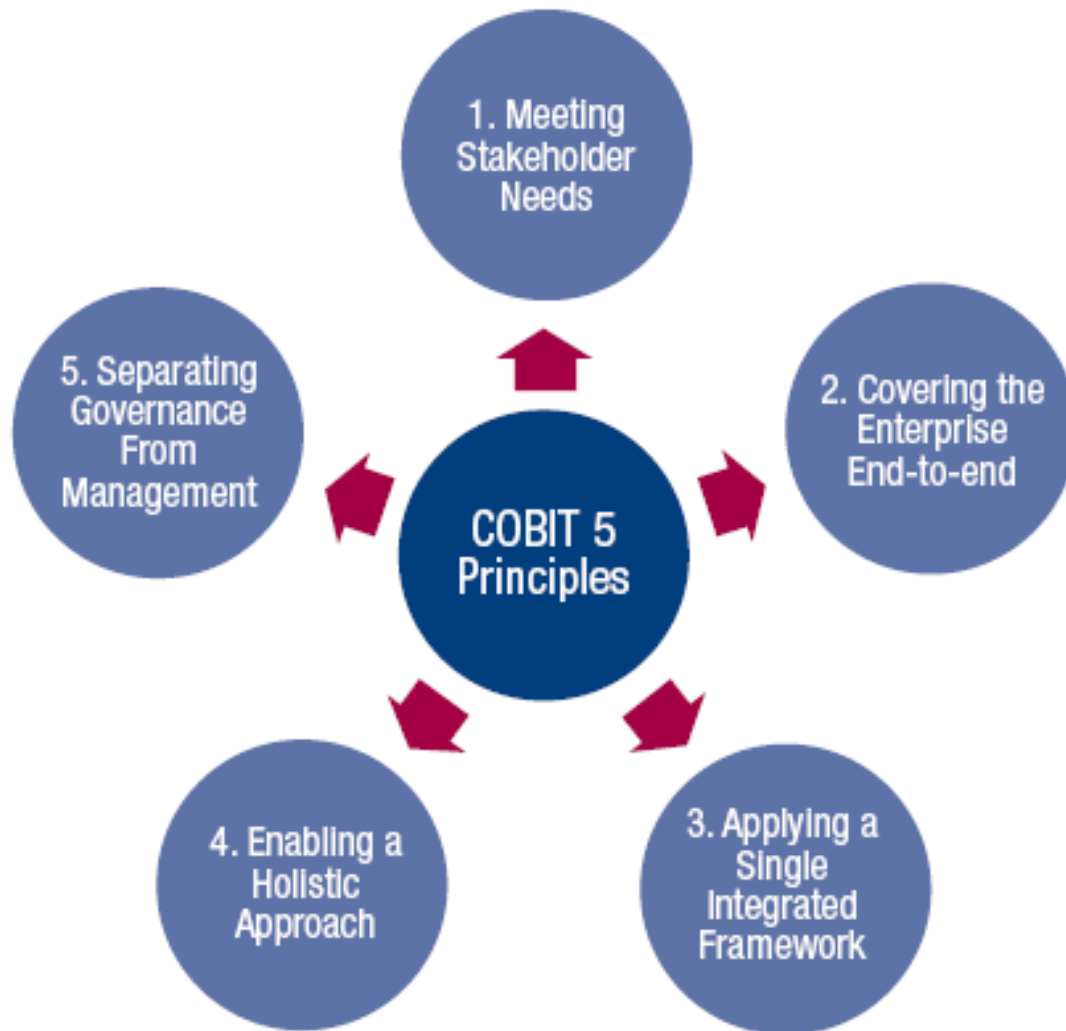 1. Meeting
Stakeholder
Needs
5. Separating
Governance
From
Management
2. Covering the
Enterprise
End-to-end
COBIT 5
Principles
4. Enabling a
Holistic
Approach
3. Applying a
Single
Integrated
Framework